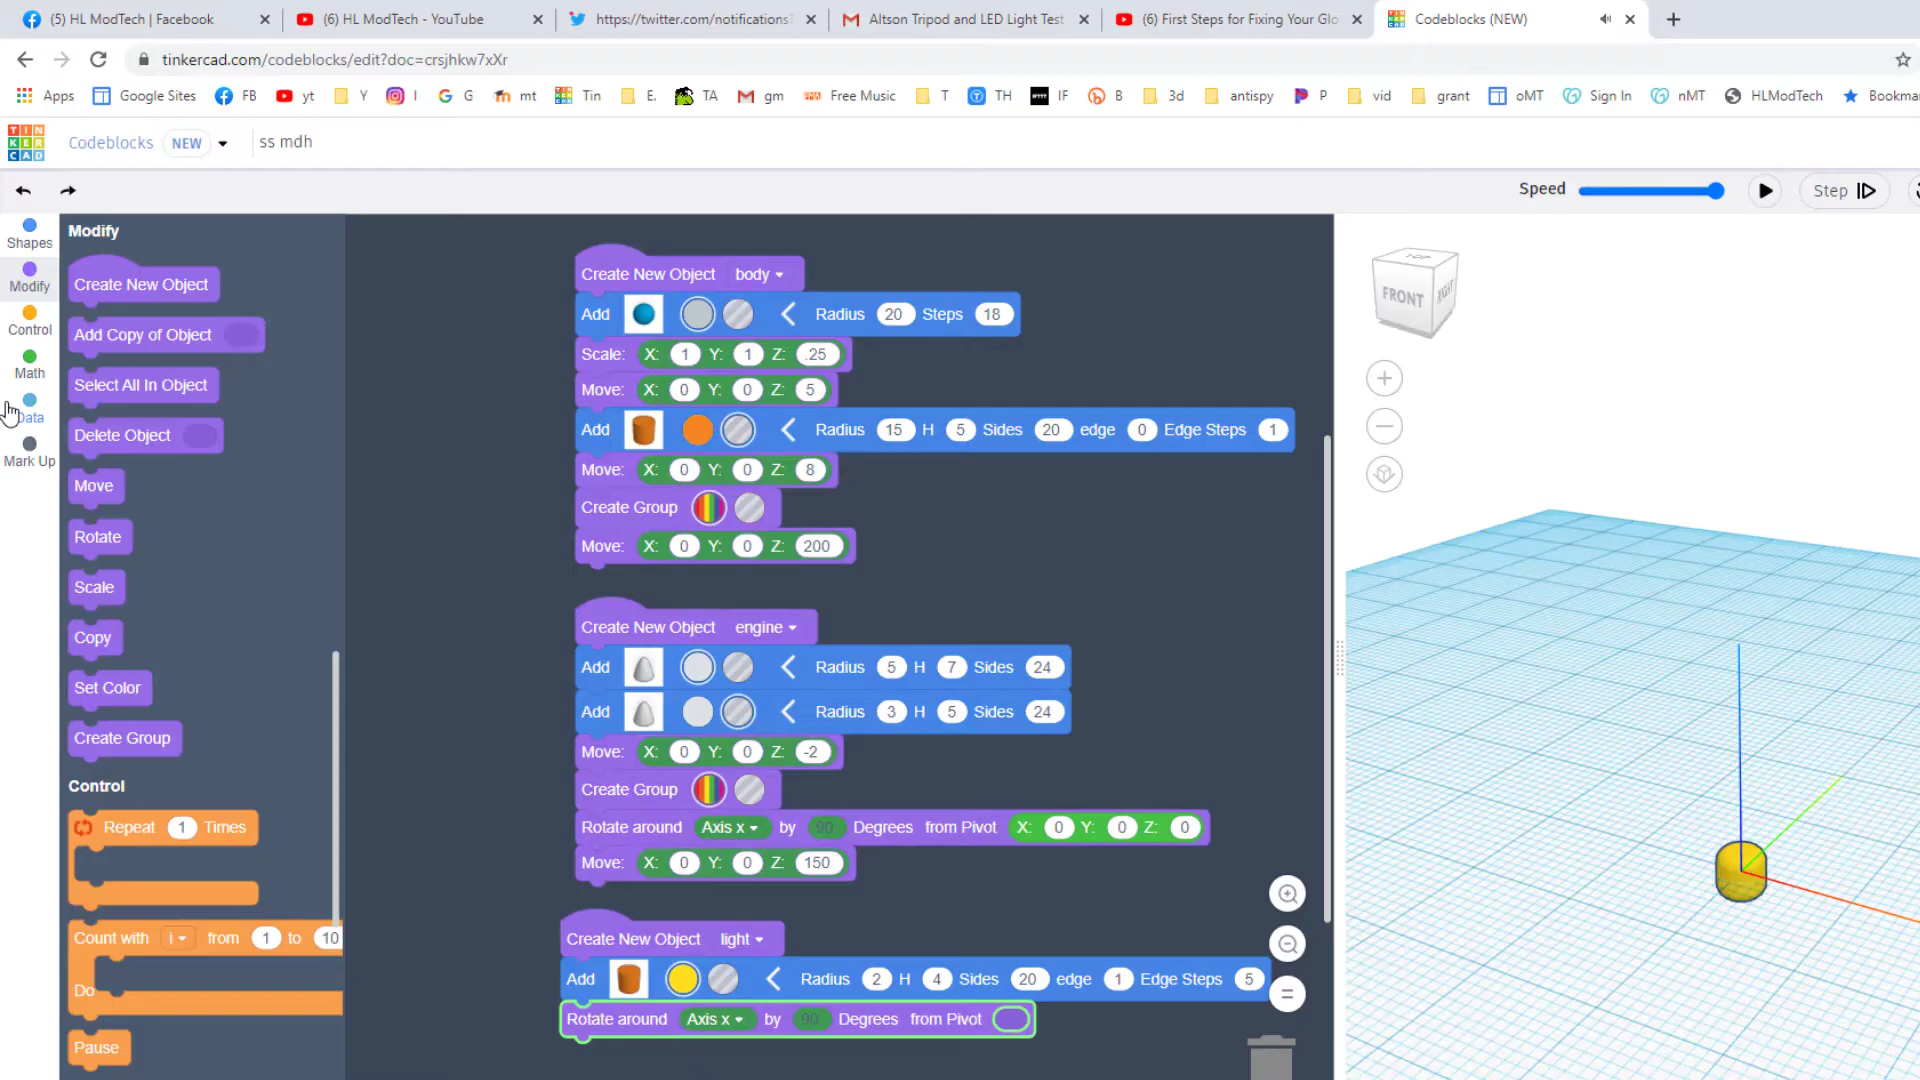 (5) HL ModTech | Facebook
(6) HL ModTech - YouTube
https://twitter.com/notifications
Altson Tripod and LED Light Test
(6) First Steps for Fixing Your Glo
Codeblocks (NEW)
tinkercad.com/codeblocks/edit?doc=crsjhkw7xXr
Apps Google Sites FB yt Y I G mt Tin E. TA gm Free Music T TH IF B 3d antispy P vid grant oMT Sign In nMT HLModTech Bookma
TIN
KER
CAD
Codeblocks NEW ss mdh
Speed Step
Shapes
Modify
Control
Math
Data
Mark Up
Modify
Create New Object
Add Copy of Object
Select All In Object
Delete Object
Move
Rotate
Scale
Copy
Set Color
Create Group
Control
Repeat 1 Times
Count with i from 1 to 10
Do
Pause
Create New Object body
Add Radius 20 Steps 18
Scale: X: 1 Y: 1 Z: .25
Move: X: 0 Y: 0 Z: 5
Add Radius 15 H 5 Sides 20 edge 0 Edge Steps 1
Move: X: 0 Y: 0 Z: 8
Create Group
Move: X: 0 Y: 0 Z: 200
Create New Object engine
Add Radius 5 H 7 Sides 24
Add Radius 3 H 5 Sides 24
Move: X: 0 Y: 0 Z: -2
Create Group
Rotate around Axis x by 90 Degrees from Pivot X: 0 Y: 0 Z: 0
Move: X: 0 Y: 0 Z: 150
Create New Object light
Add Radius 2 H 4 Sides 20 edge 1 Edge Steps 5
Rotate around Axis x by 90 Degrees from Pivot
TOP
FRONT
RIGHT